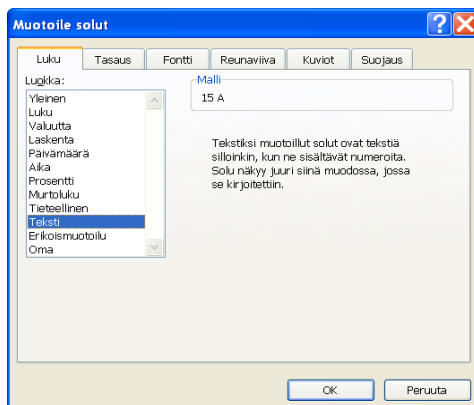 Muotoile solut
Luku Tasaus Fontti Reunaviiva Kuviot Suojaus
Luokka:
Yleinen
Luku
Valuutta
Laskenta
Päivämäärä
Aika
Prosentti
Murtoluku
Tieteellinen
Teksti
Erikoismuotoilu
Oma
Malli
15 A
Tekstiksi muotoillut solut ovat tekstiä
silloinkin, kun ne sisältävät numeroita.
Solu näkyy juuri siinä muodossa, jossa
se kirjoitettiin.
OK Peruuta